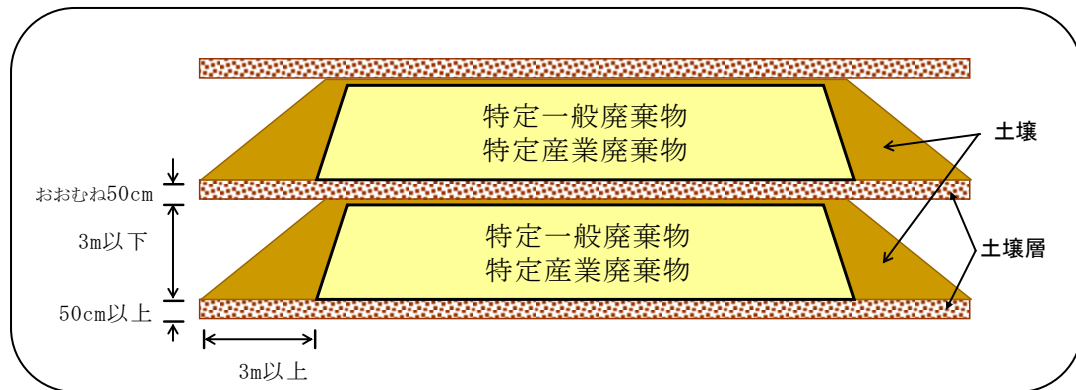 特定一般廃棄物
特定産業廃棄物
土壌
おおむね50cm
3m以下
特定一般廃棄物
特定産業廃棄物
土壌層
50cm以上
3m以上